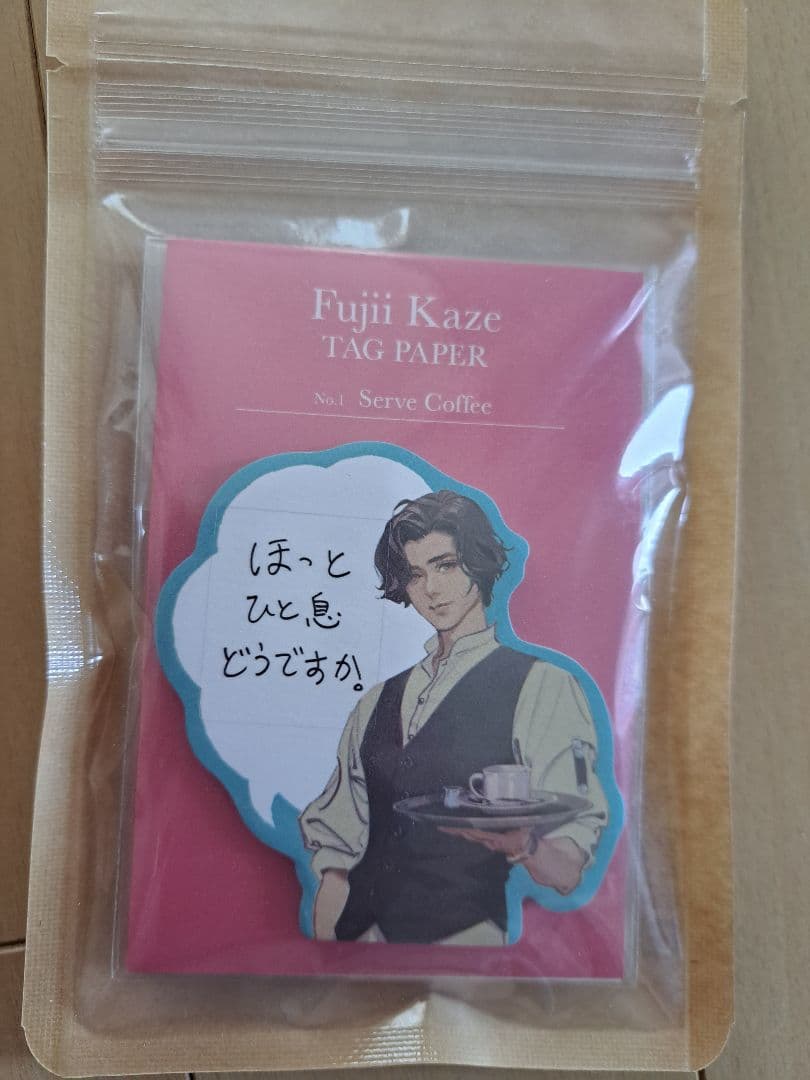 Fujii Kaze
TAG PAPER
No.1 Serve Coffee
ほっと
ひと息
どうですか。